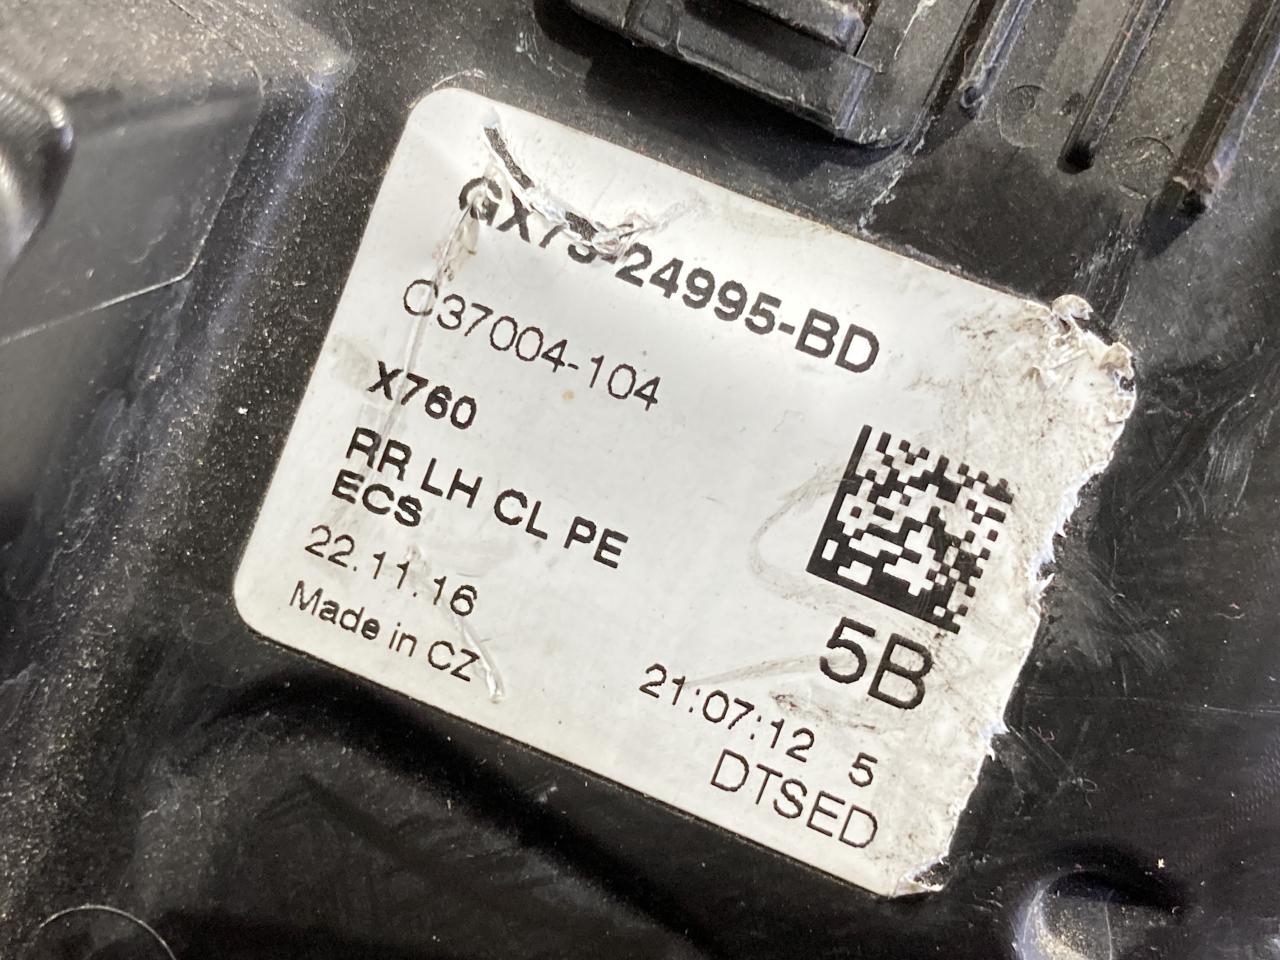 GX73-24995-BD
C37004-104
X760
RR LH CL PE
ECS
22.11.16
Made in CZ
5B
21:07:12 5
DTSED